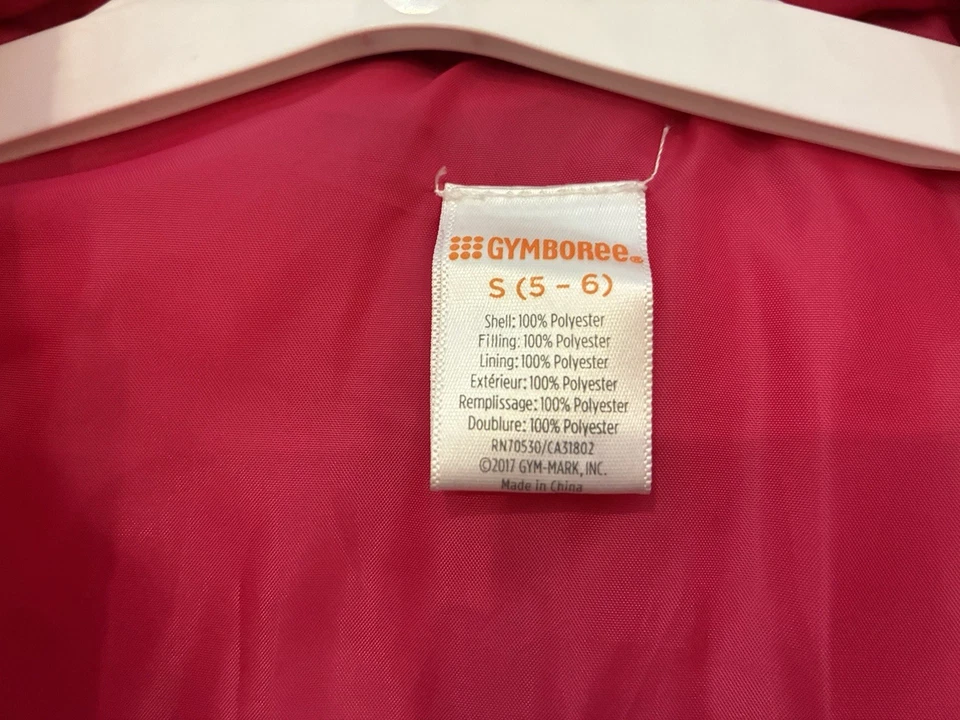 GYMBOREE®
S (5 - 6)
Shell: 100% Polyester
Filling: 100% Polyester
Lining: 100% Polyester
Extérieur: 100% Polyester
Remplissage: 100% Polyester
Doublure: 100% Polyester
RN70530/CA31802
©2017 GYM-MARK, INC.
Made in China